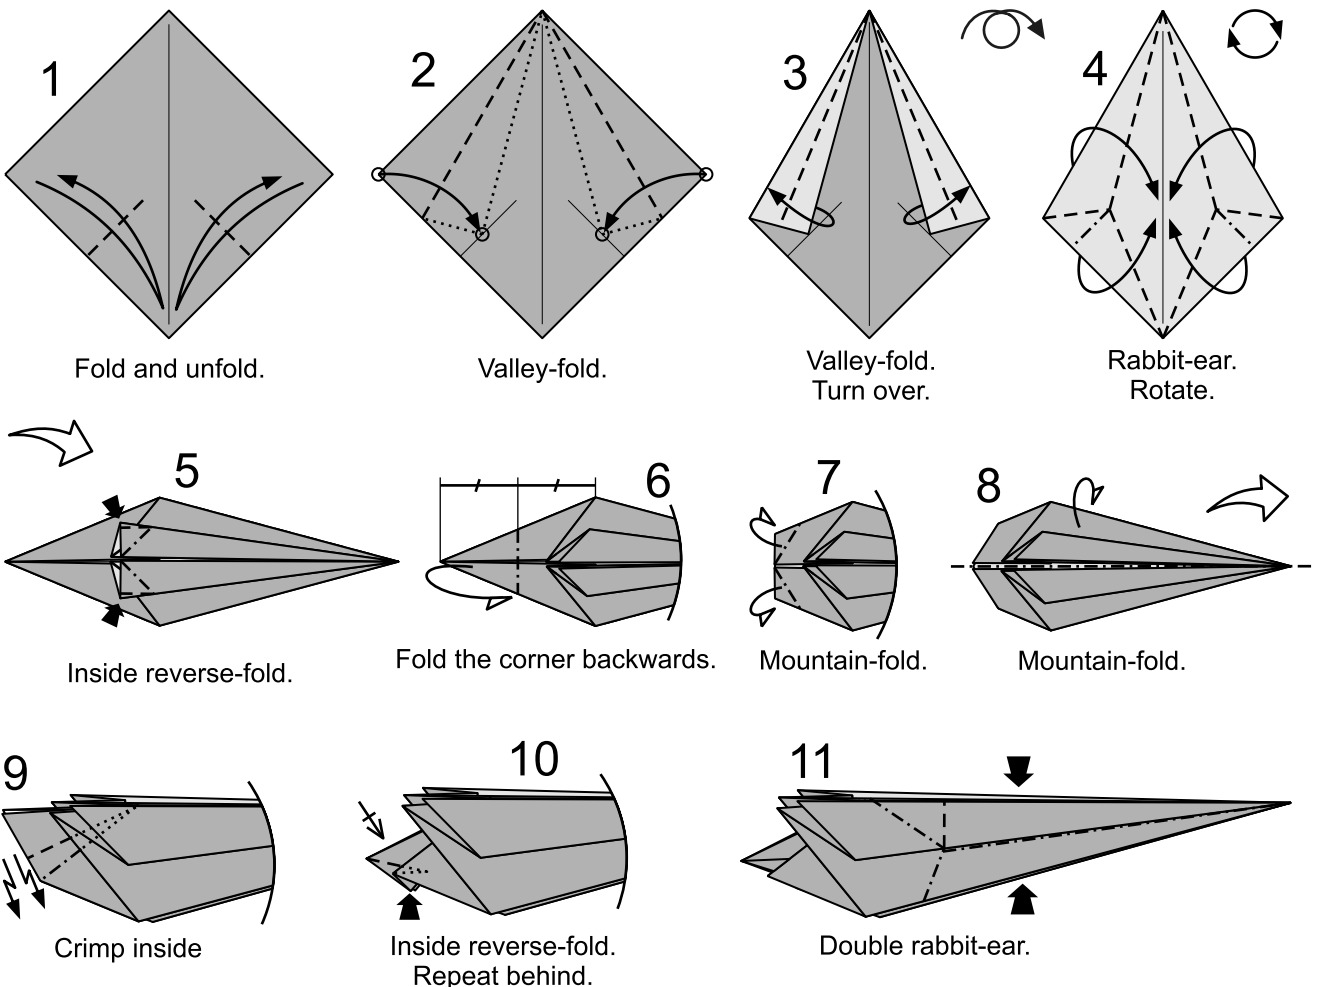 1
Fold and unfold.
2
Valley-fold.
3
Valley-fold.
Turn over.
4
Rabbit-ear.
Rotate.
5
Inside reverse-fold.
6
Fold the corner backwards.
7
Mountain-fold.
8
Mountain-fold.
9
Crimp inside
10
Inside reverse-fold.
Repeat behind.
11
Double rabbit-ear.